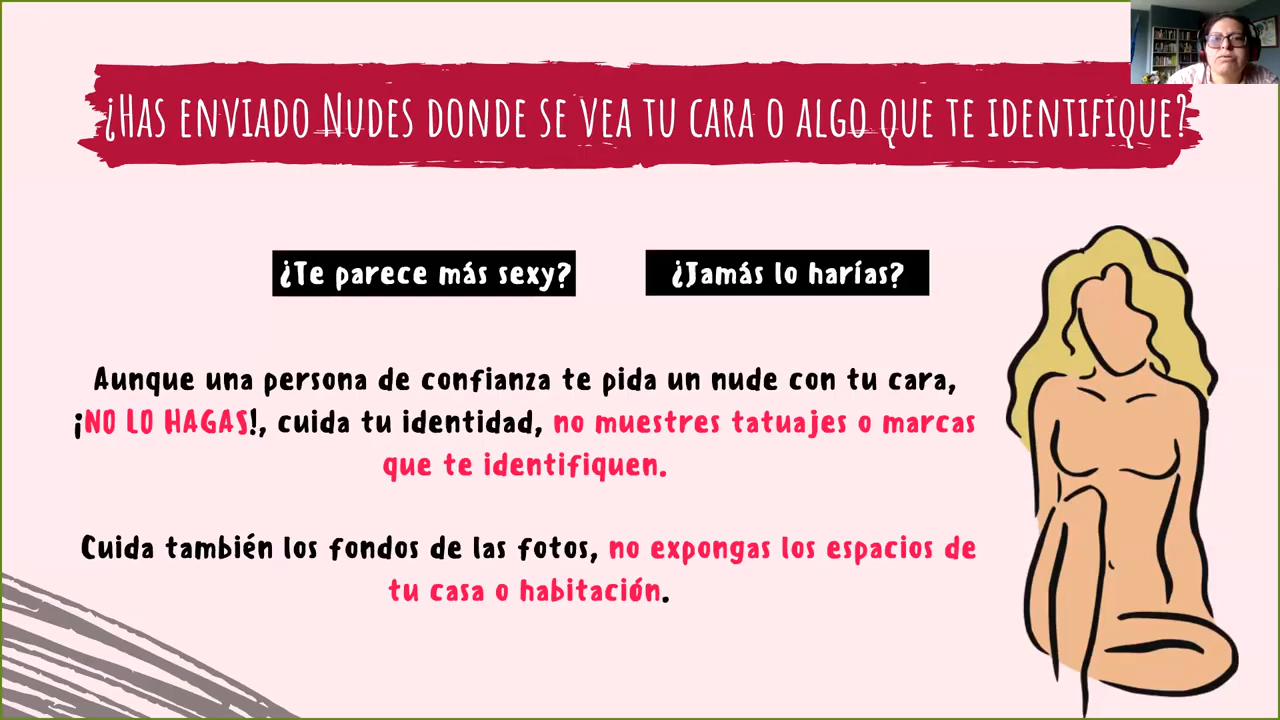 ¿Has enviado Nudes donde se vea tu cara o algo que te identifique?
¿Te parece más sexy?
¿Jamás lo harías?
Aunque una persona de confianza te pida un nude con tu cara,
¡NO LO HAGAS!, cuida tu identidad, no muestres tatuajes o marcas
que te identifiquen.
Cuida también los fondos de las fotos, no expongas los espacios de
tu casa o habitación.